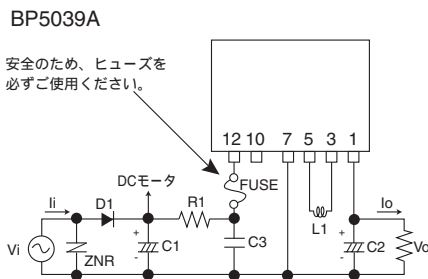 BP5039A
安全のため、ヒューズを
必ずご使用ください。
12 10 7 5 3 1
DCモータ
FUSE
Ii
D1
R1
L1
Io
Vi
ZNR
+
C1
-
C3
+
C2
-
Vo